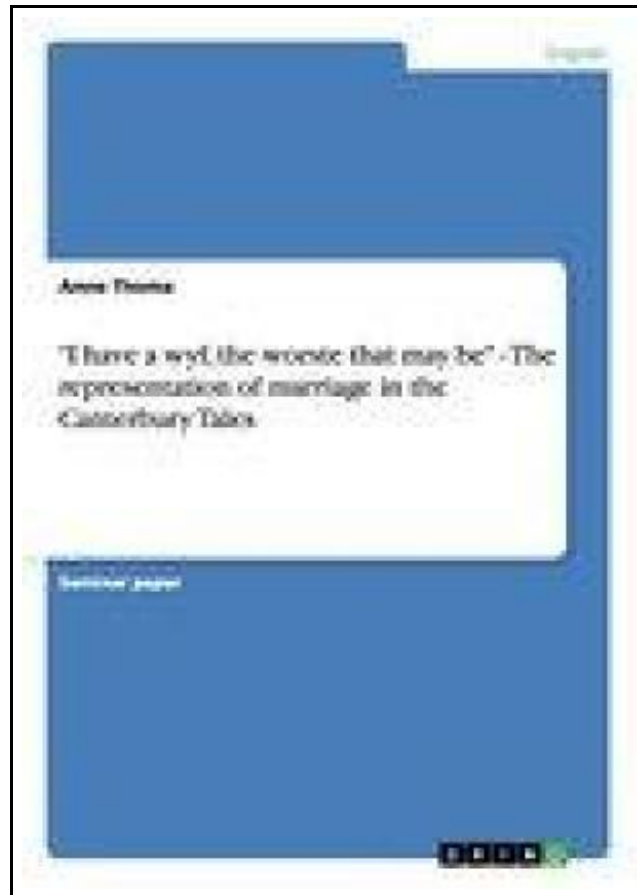 Anne Thoma
"I have a wyf, the worste that may be" - The
representation of marriage in the
Canterbury Tales
Seminar paper